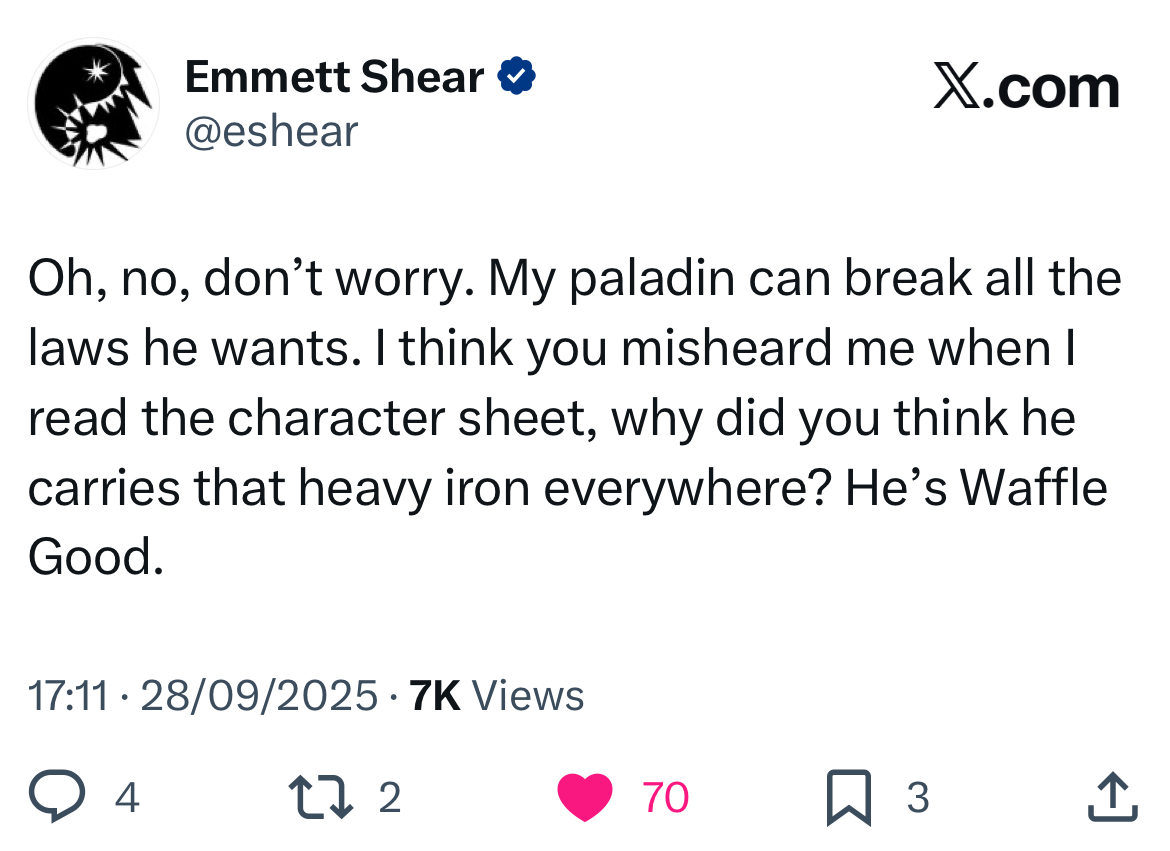 Emmett Shear
@eshear
X.com
Oh, no, don’t worry. My paladin can break all the
laws he wants. I think you misheard me when I
read the character sheet, why did you think he
carries that heavy iron everywhere? He’s Waffle
Good.
17:11 · 28/09/2025 · 7K Views
4 2 70 3